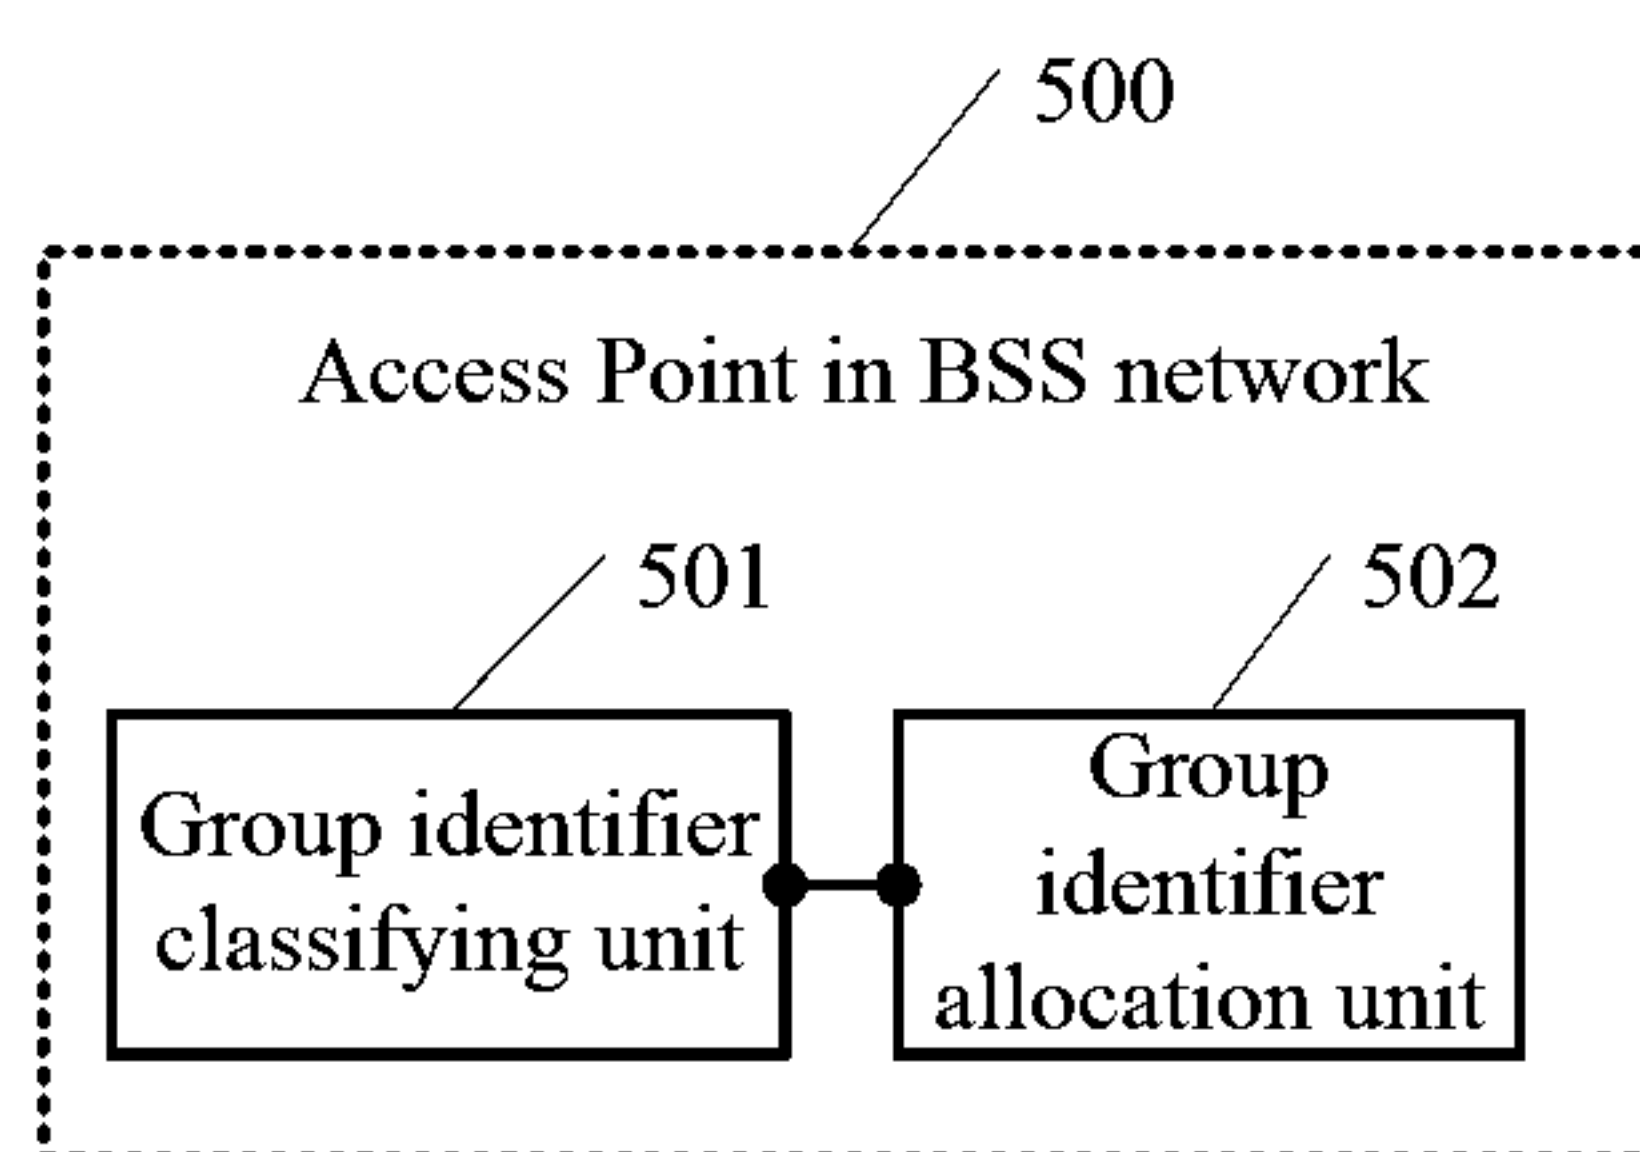 500
Access Point in BSS network
501
502
Group identifier
classifying unit
Group
identifier
allocation unit